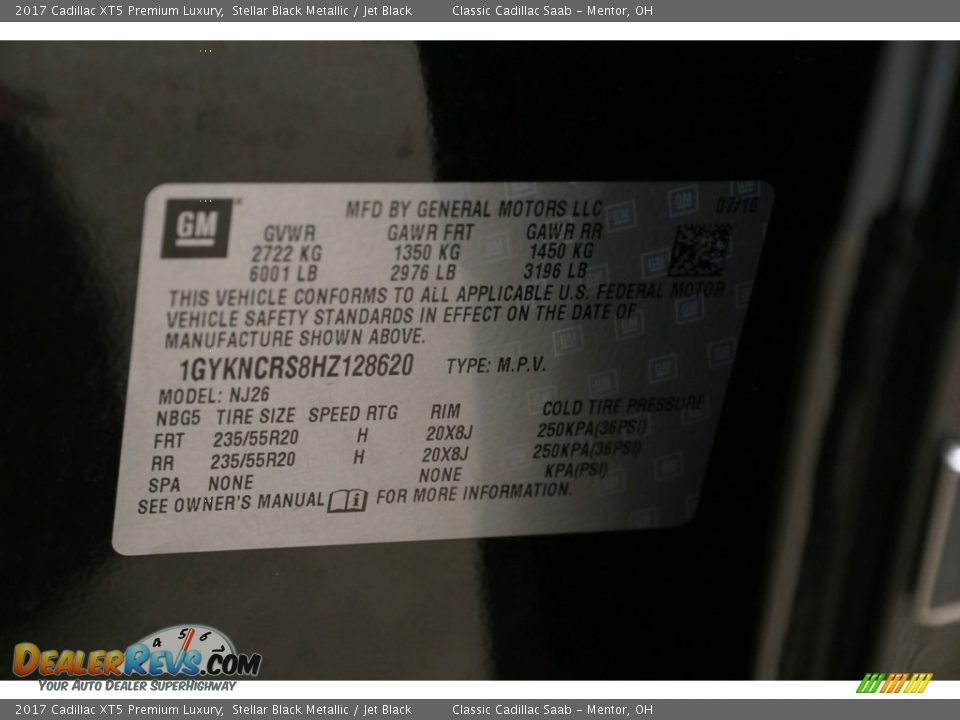 2017 Cadillac XT5 Premium Luxury, Stellar Black Metallic / Jet Black Classic Cadillac Saab – Mentor, OH
GM
MFD BY GENERAL MOTORS LLC 07/16
GVWR GAWR FRT GAWR RR
2722 KG 1350 KG 1450 KG
6001 LB 2976 LB 3196 LB
THIS VEHICLE CONFORMS TO ALL APPLICABLE U.S. FEDERAL MOTOR
VEHICLE SAFETY STANDARDS IN EFFECT ON THE DATE OF
MANUFACTURE SHOWN ABOVE.
1GYKNCRS8HZ128620 TYPE: M.P.V.
MODEL: NJ26
NBG5 TIRE SIZE SPEED RTG RIM COLD TIRE PRESSURE
FRT 235/55R20 H 20X8J 250KPA(36PSI)
RR 235/55R20 H 20X8J 250KPA(36PSI)
SPA NONE NONE KPA(PSI)
SEE OWNER'S MANUAL FOR MORE INFORMATION.
4 5 6
DEALERREVS.COM
YOUR AUTO DEALER SUPERHIGHWAY
2017 Cadillac XT5 Premium Luxury, Stellar Black Metallic / Jet Black Classic Cadillac Saab – Mentor, OH